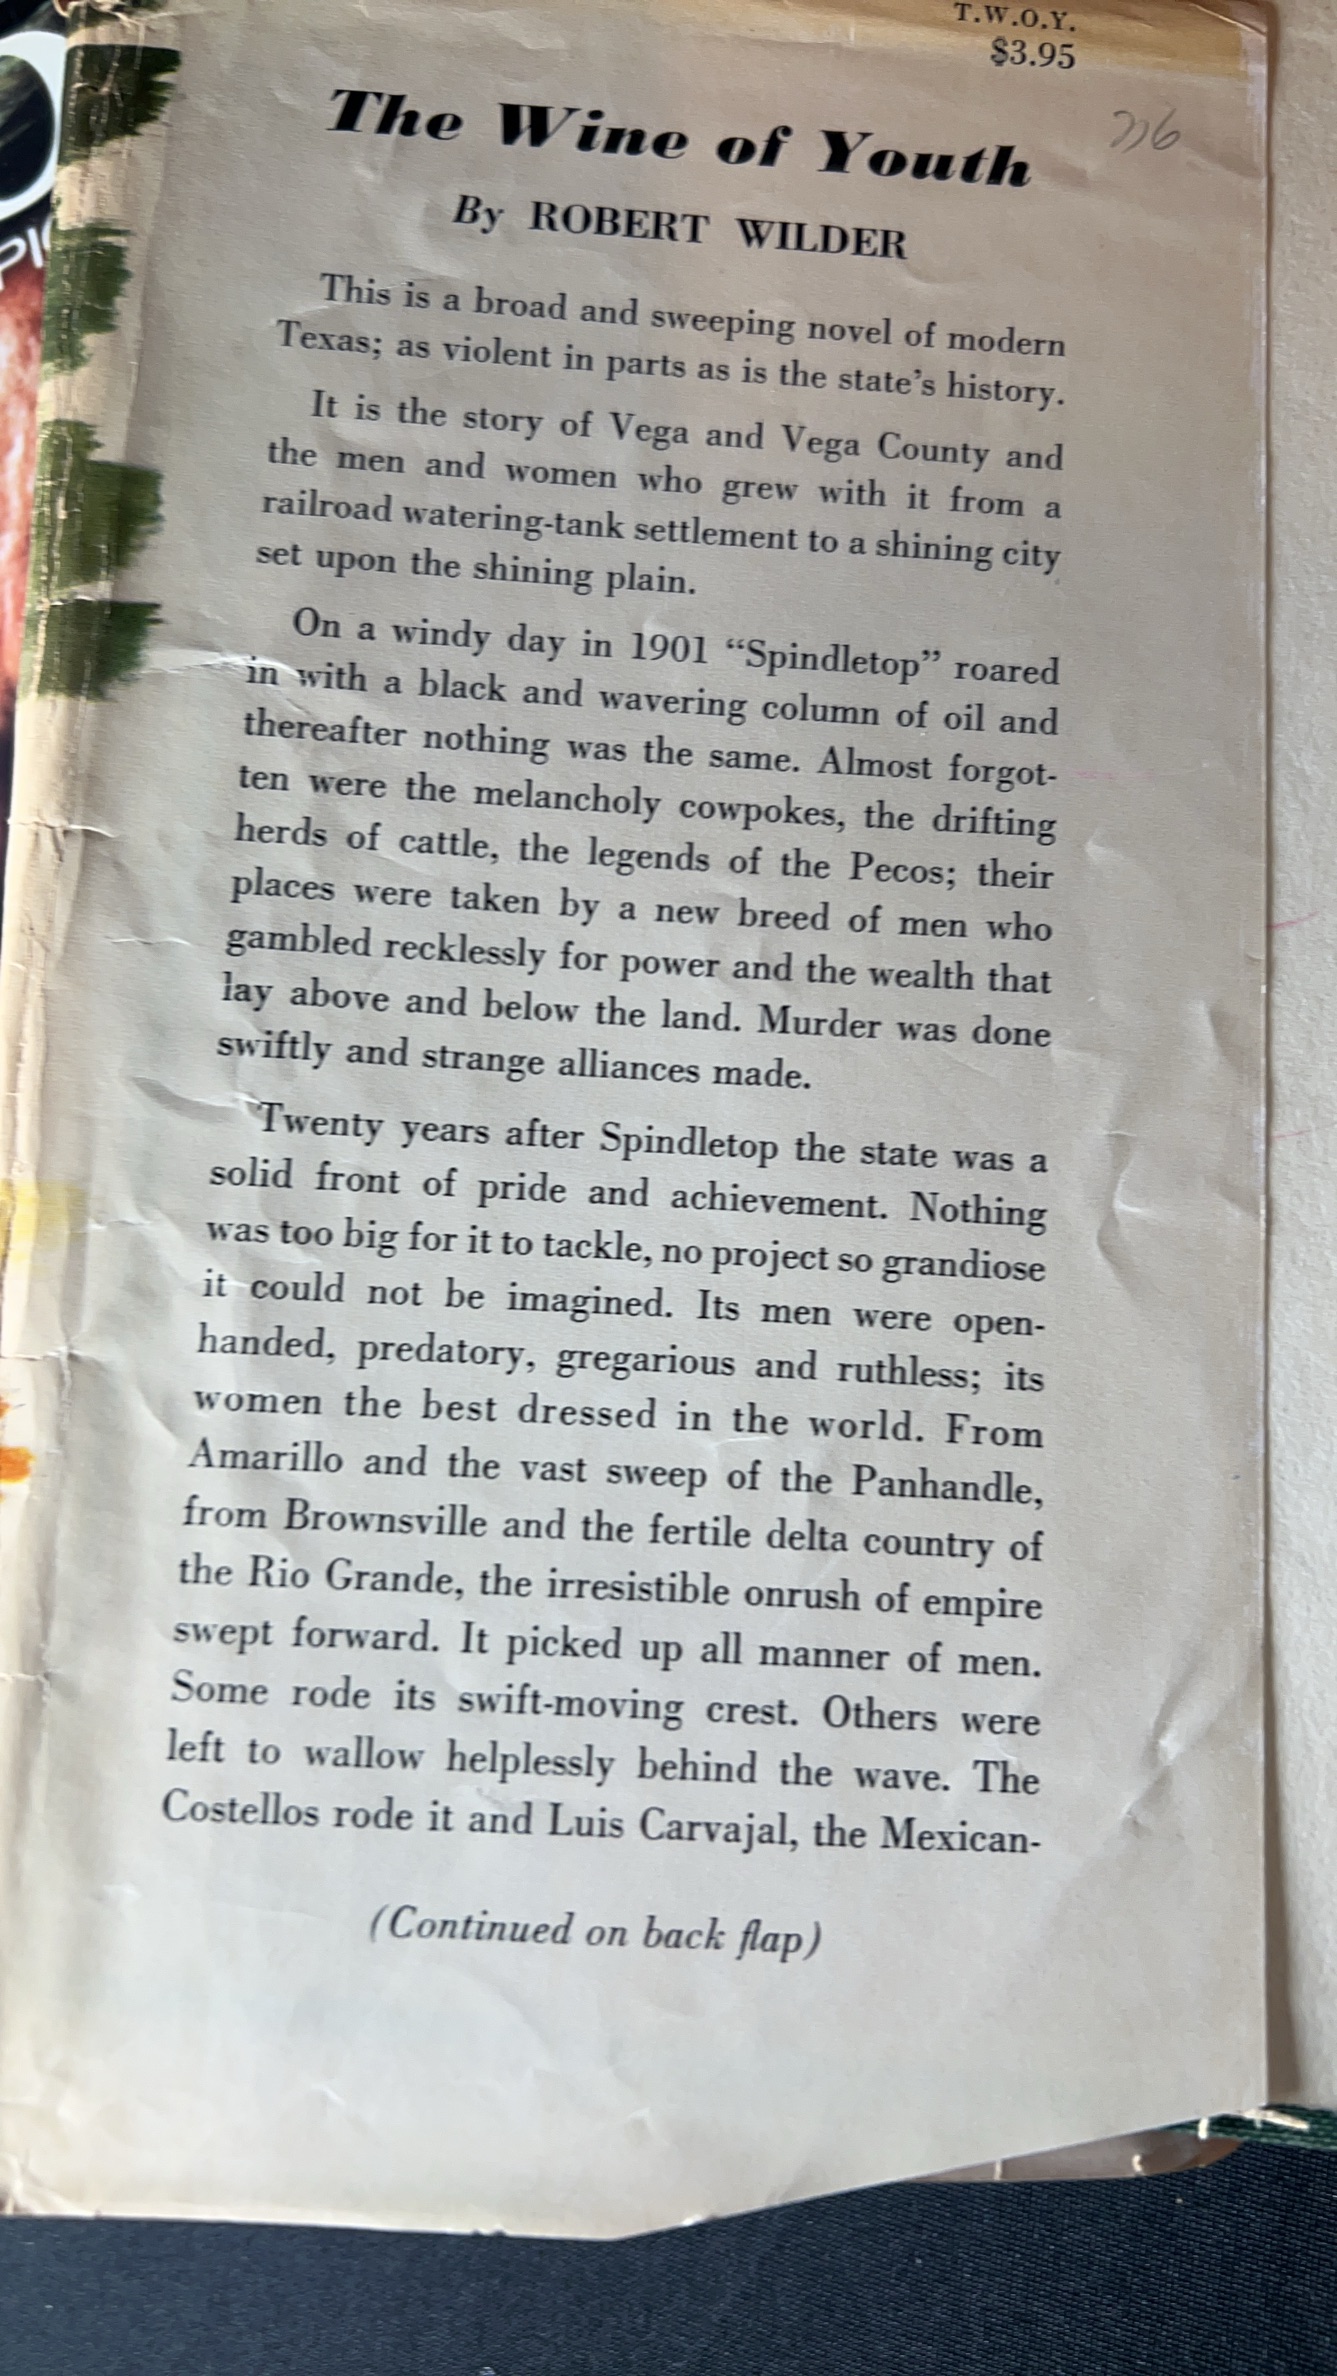 T.W.O.Y.
$3.95
The Wine of Youth
By ROBERT WILDER
This is a broad and sweeping novel of modern
Texas; as violent in parts as is the state's history.
It is the story of Vega and Vega County and
the men and women who grew with it from a
railroad watering-tank settlement to a shining city
set upon the shining plain.
On a windy day in 1901 “Spindletop” roared
in with a black and wavering column of oil and
thereafter nothing was the same. Almost forgot-
ten were the melancholy cowpokes, the drifting
herds of cattle, the legends of the Pecos; their
places were taken by a new breed of men who
gambled recklessly for power and the wealth that
lay above and below the land. Murder was done
swiftly and strange alliances made.
Twenty years after Spindletop the state was a
solid front of pride and achievement. Nothing
was too big for it to tackle, no project so grandiose
it could not be imagined. Its men were open-
handed, predatory, gregarious and ruthless; its
women the best dressed in the world. From
Amarillo and the vast sweep of the Panhandle,
from Brownsville and the fertile delta country of
the Rio Grande, the irresistible onrush of empire
swept forward. It picked up all manner of men.
Some rode its swift-moving crest. Others were
left to wallow helplessly behind the wave. The
Costellos rode it and Luis Carvajal, the Mexican-
(Continued on back flap)